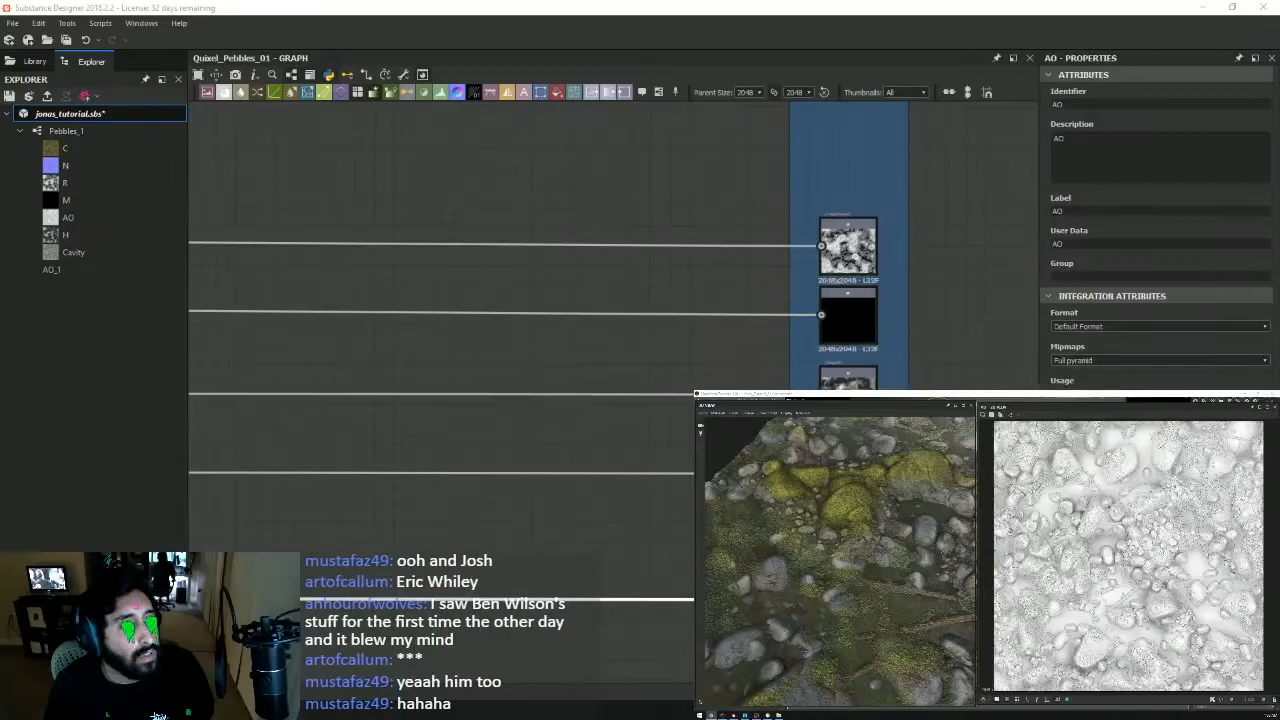 Substance Designer 2018.2.2 - License: 32 days remaining
File Edit Tools Scripts Windows Help
Library Explorer
EXPLORER
jonas_tutorial.sbs*
Pebbles_1
C
N
R
M
AO
H
Cavity
AO_1
Quixel_Pebbles_01 - GRAPH
Parent Size: 2048 2048 Thumbnails: All
2048x2048 - L32F
2048x2048 - L32F
AO - PROPERTIES
ATTRIBUTES
Identifier
AO
Description
AO
Label
AO
User Data
AO
Group
INTEGRATION ATTRIBUTES
Format
Default Format
Mipmaps
Full pyramid
Usage
mustafaz49: ooh and Josh
artofcallum: Eric Whiley
anhourofwolves: I saw Ben Wilson's
stuff for the first time the other day
and it blew my mind
artofcallum: ***
mustafaz49: yeaah him too
mustafaz49: hahaha